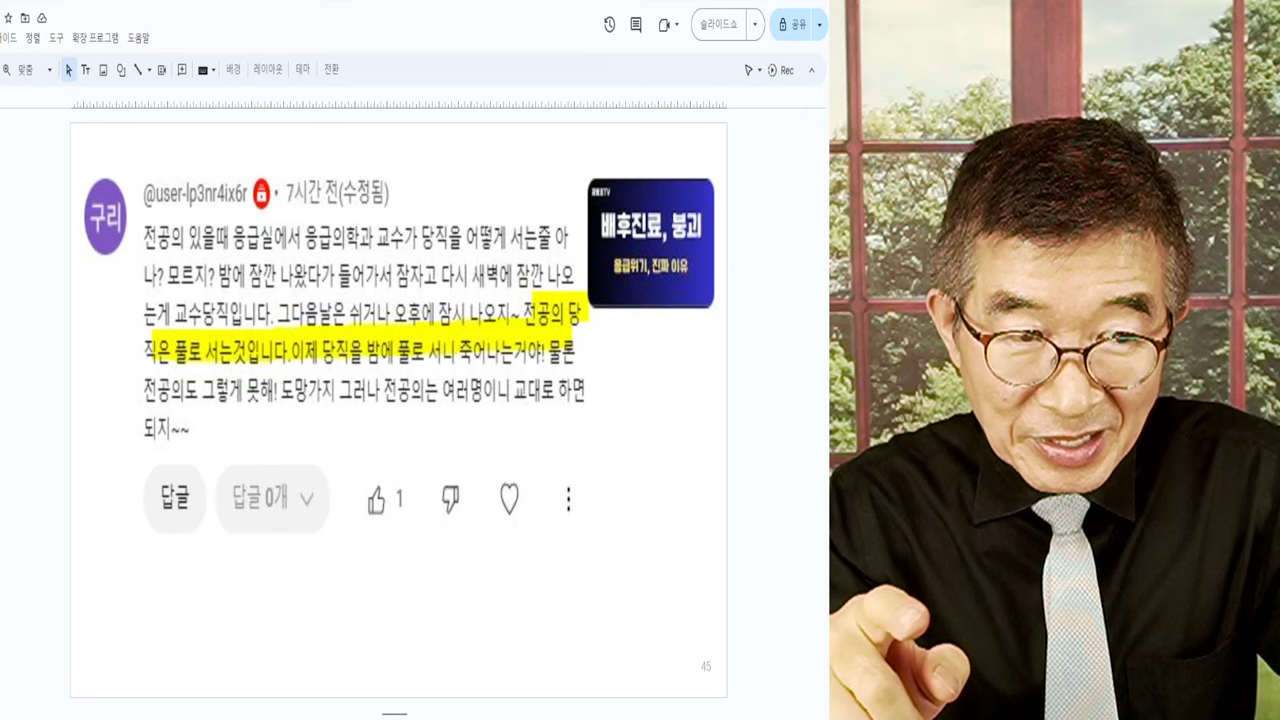 이드 정렬 도구 확장 프로그램 도움말
슬라이드쇼
공유
맞춤
배경 레이아웃 테마 전환
Rec
구리
@user-lp3nr4ix6r · 7시간 전(수정됨)
전공의 있을때 응급실에서 응급의학과 교수가 당직을 어떻게 서는줄 아
나? 모르지? 밤에 잠깐 나왔다가 들어가서 잠자고 다시 새벽에 잠깐 나오
는게 교수당직입니다. 그다음날은 쉬거나 오후에 잠시 나오지~ 전공의 당
직은 풀로 서는것입니다.이제 당직을 밤에 풀로 서니 죽어나는거야! 물론
전공의도 그렇게 못해! 도망가지 그러나 전공의는 여러명이니 교대로 하면
되지~~
배후진료, 붕괴
응급위기, 진짜 이유
답글
답글 0개
1
45